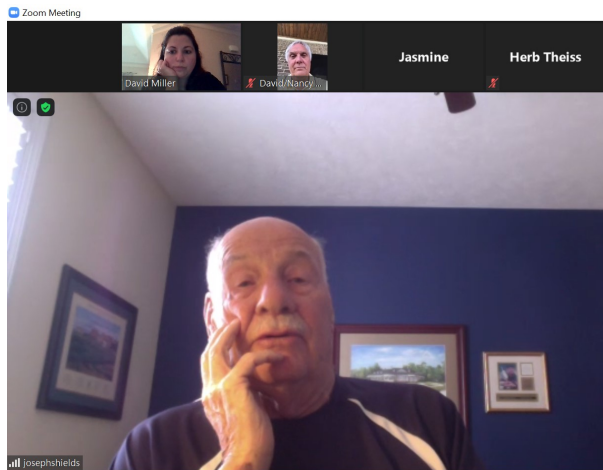 Zoom Meeting
David Miller
David/Nancy ...
Jasmine
Herb Theiss
josephshields